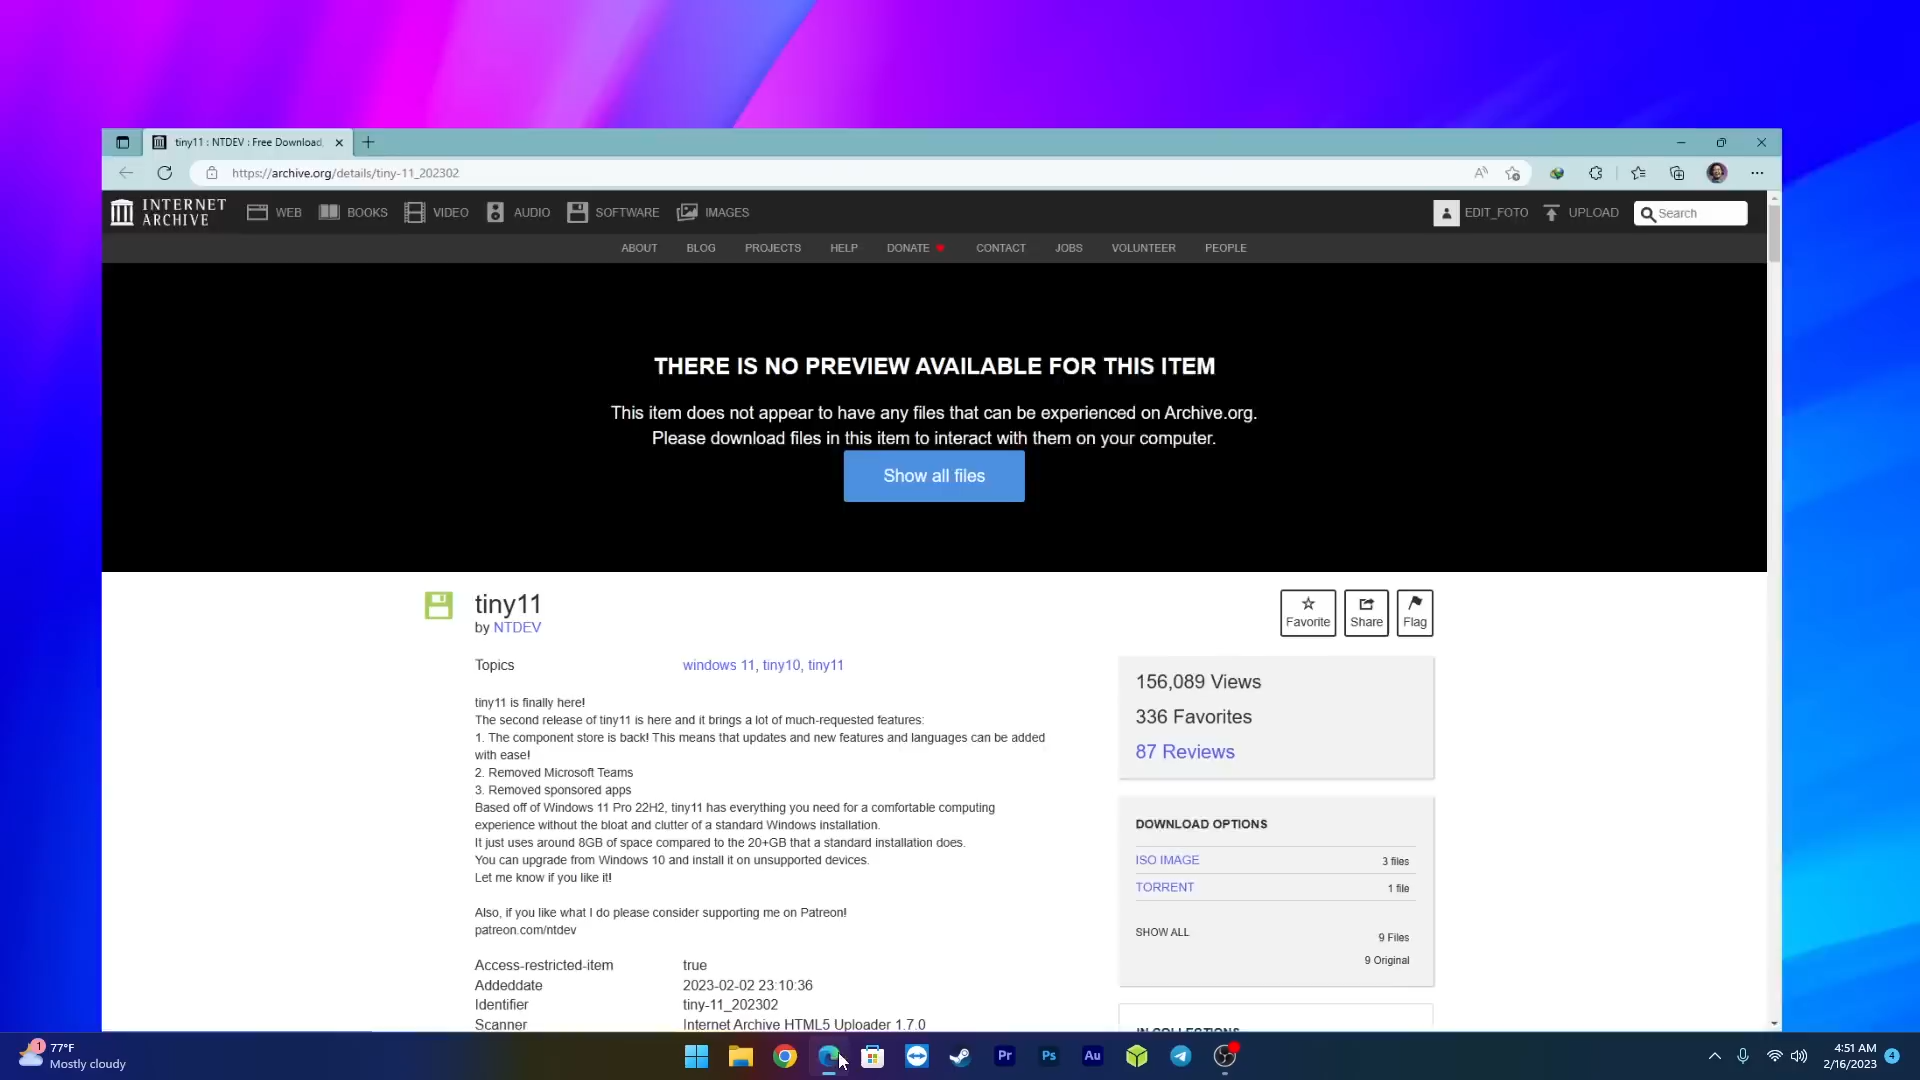 tiny11 : NTDEV : Free Download,
https://archive.org/details/tiny-11_202302
INTERNET ARCHIVE
WEB BOOKS VIDEO AUDIO SOFTWARE IMAGES
EDIT_FOTO UPLOAD Search
ABOUT BLOG PROJECTS HELP DONATE CONTACT JOBS VOLUNTEER PEOPLE
THERE IS NO PREVIEW AVAILABLE FOR THIS ITEM
This item does not appear to have any files that can be experienced on Archive.org.
Please download files in this item to interact with them on your computer.
Show all files
tiny11
by NTDEV
Favorite Share Flag
Topics windows 11, tiny10, tiny11
tiny11 is finally here!
The second release of tiny11 is here and it brings a lot of much-requested features:
1. The component store is back! This means that updates and new features and languages can be added
with ease!
2. Removed Microsoft Teams
3. Removed sponsored apps
Based off of Windows 11 Pro 22H2, tiny11 has everything you need for a comfortable computing
experience without the bloat and clutter of a standard Windows installation.
It just uses around 8GB of space compared to the 20+GB that a standard installation does.
You can upgrade from Windows 10 and install it on unsupported devices.
Let me know if you like it!
Also, if you like what I do please consider supporting me on Patreon!
patreon.com/ntdev
Access-restricted-item true
Addeddate 2023-02-02 23:10:36
Identifier tiny-11_202302
Scanner Internet Archive HTML5 Uploader 1.7.0
156,089 Views
336 Favorites
87 Reviews
DOWNLOAD OPTIONS
ISO IMAGE 3 files
TORRENT 1 file
SHOW ALL 9 Files
9 Original
IN COLLECTIONS
1
77°F
Mostly cloudy
Pr Ps Au
4:51 AM
2/16/2023
4